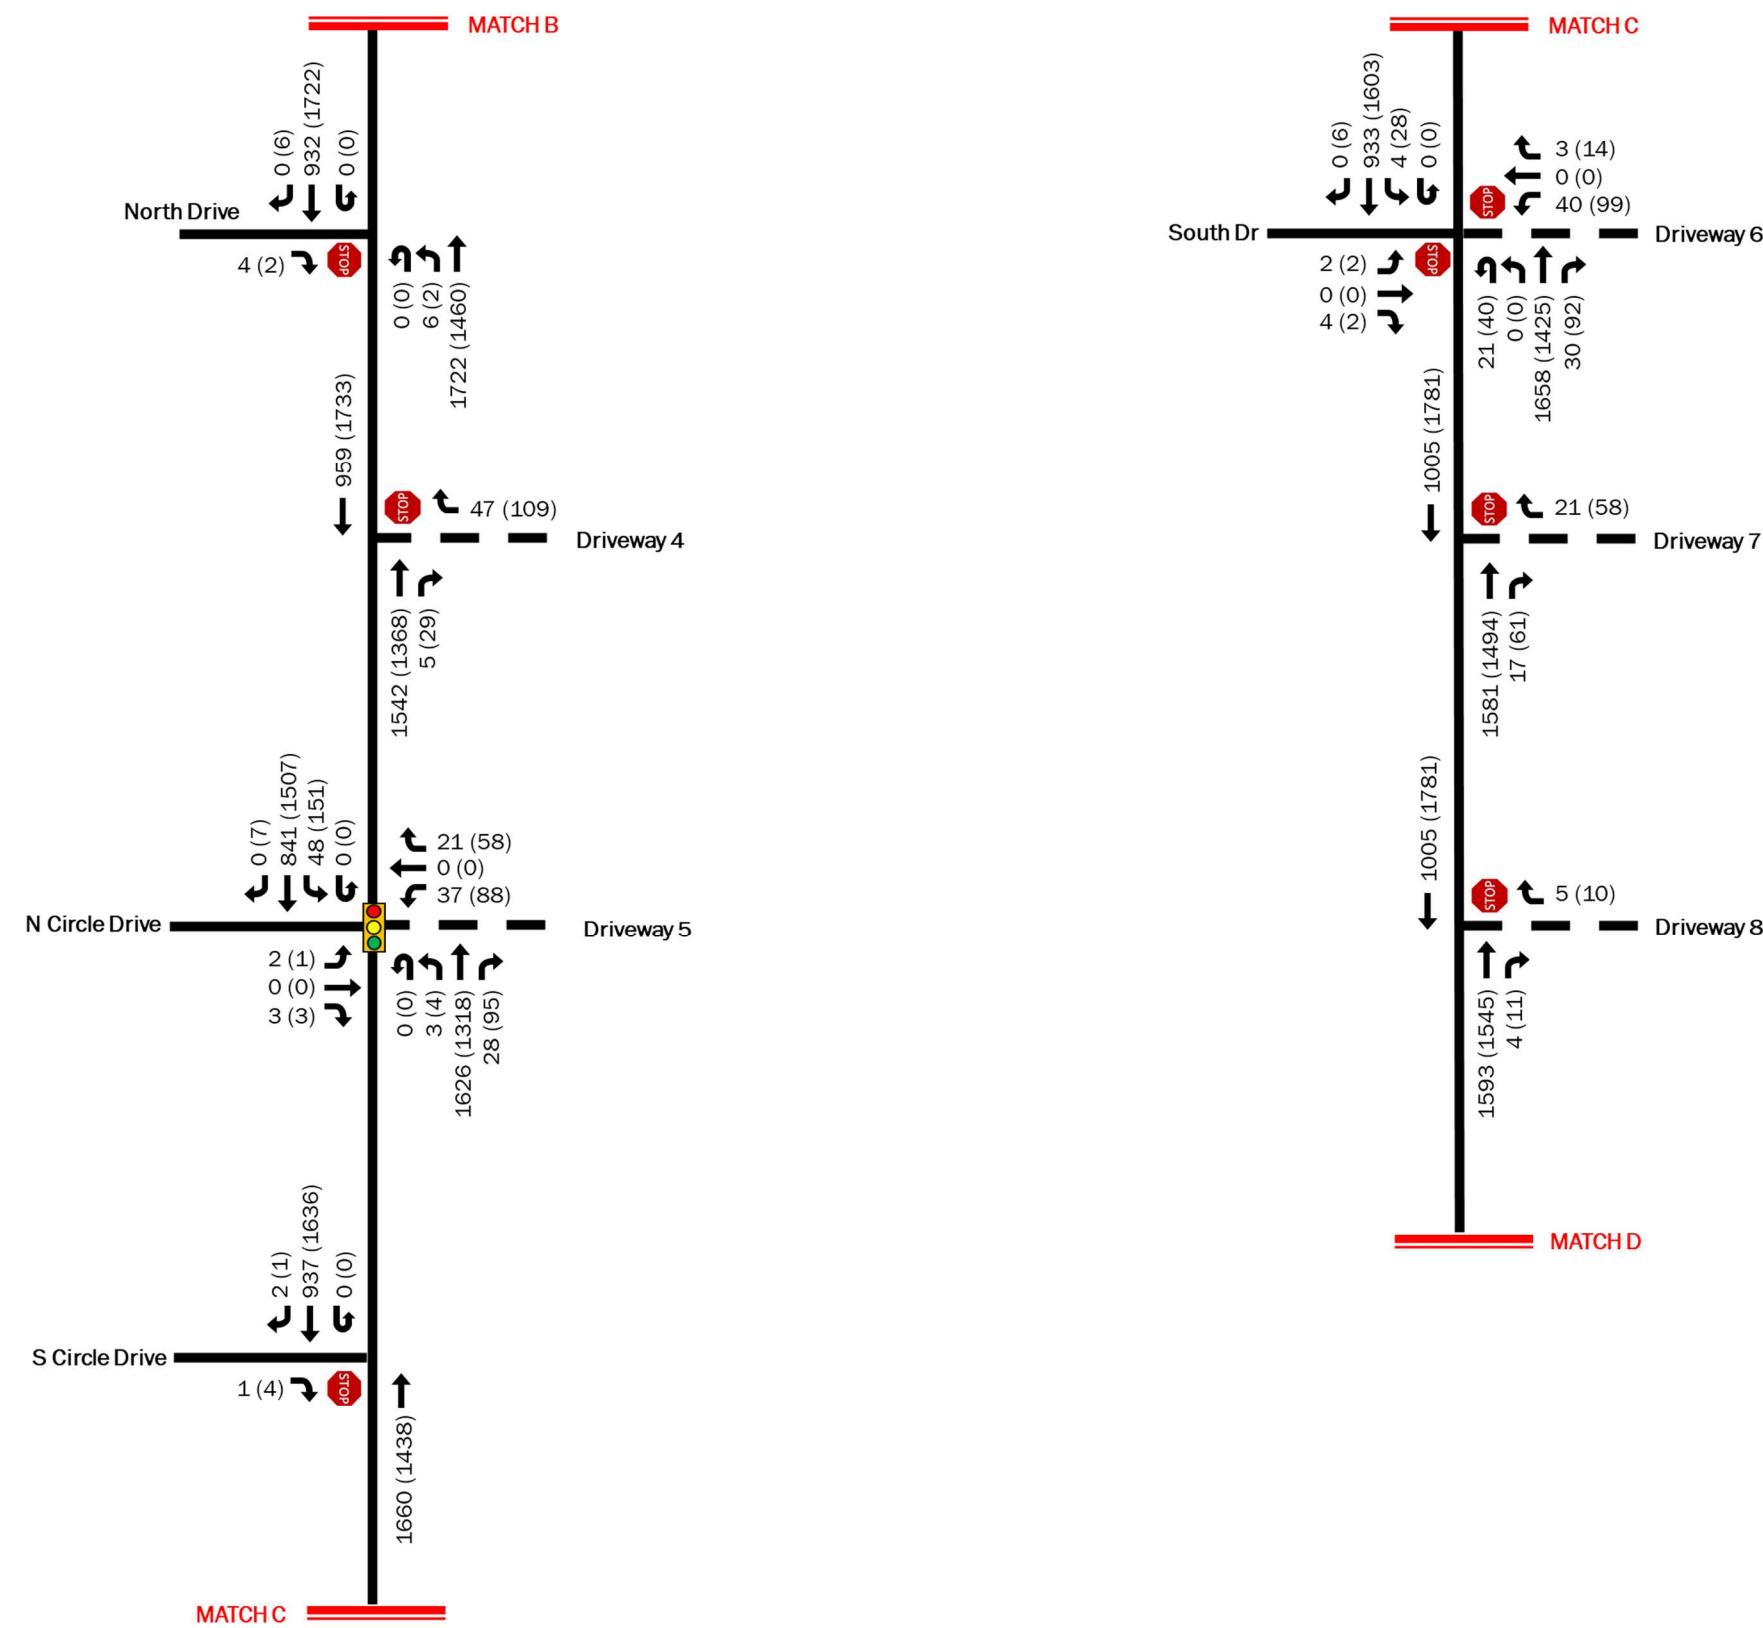 MATCH B
0 (6)
932 (1722)
0 (0)
North Drive
4 (2)
STOP
0 (0)
6 (2)
1722 (1460)
959 (1733)
STOP
47 (109)
Driveway 4
1542 (1368)
5 (29)
0 (7)
841 (1507)
48 (151)
0 (0)
21 (58)
0 (0)
37 (88)
N Circle Drive
Driveway 5
2 (1)
0 (0)
3 (3)
0 (0)
3 (4)
1626 (1318)
28 (95)
2 (1)
937 (1636)
0 (0)
S Circle Drive
1 (4)
STOP
1660 (1438)
MATCH C
MATCH C
0 (6)
933 (1603)
4 (28)
0 (0)
3 (14)
0 (0)
STOP
40 (99)
South Dr
Driveway 6
2 (2)
STOP
0 (0)
4 (2)
21 (40)
0 (0)
1658 (1425)
30 (92)
1005 (1781)
STOP
21 (58)
Driveway 7
1581 (1494)
17 (61)
1005 (1781)
STOP
5 (10)
Driveway 8
1593 (1545)
4 (11)
MATCH D